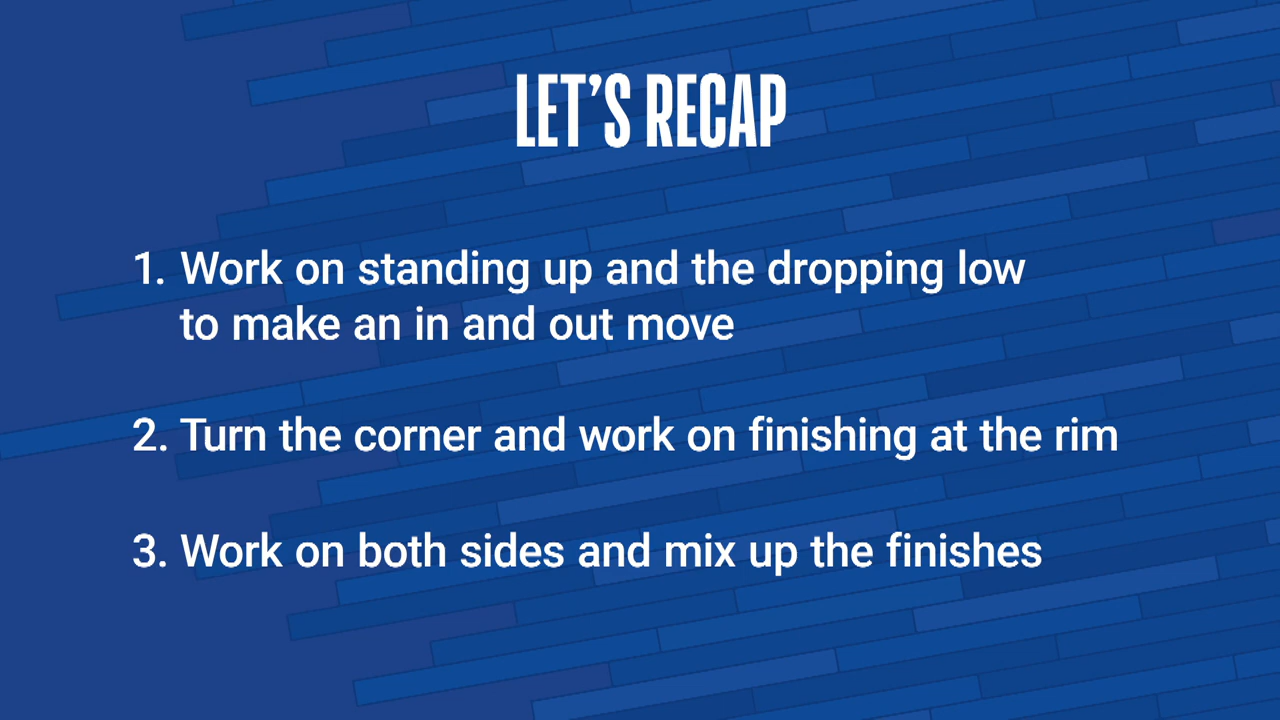 LET'S RECAP
1. Work on standing up and the dropping low
to make an in and out move
2. Turn the corner and work on finishing at the rim
3. Work on both sides and mix up the finishes